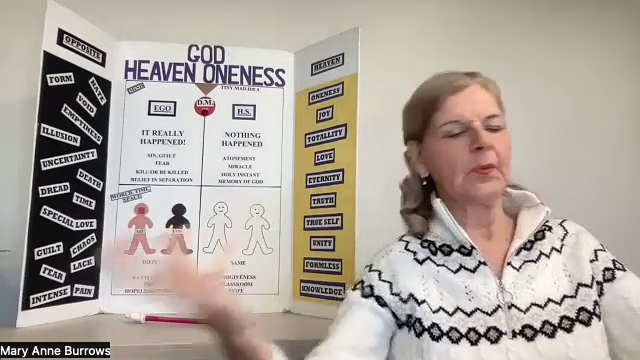 OPPOSITE
FORM
HATE
VOID
EMPTINESS
ILLUSION
UNCERTAINTY
DEATH
DREAD
TIME
SPECIAL LOVE
CHAOS
GUILT
LACK
FEAR
INTENSE
PAIN
GOD
HEAVEN ONENESS
TINY MAD IDEA
EGO
D.M.
H.S.
IT REALLY
HAPPENED!
SIN, GUILT
FEAR
KILL OR BE KILLED
BELIEF IN SEPARATION
NOTHING
HAPPENED
ATONEMENT
MIRACLE
HOLY INSTANT
MEMORY OF GOD
WORLD, TIME,
SPACE
SAME
HEAVEN
ONENESS
JOY
TOTALITY
LOVE
ETERNITY
TRUTH
TRUE SELF
UNITY
FORMLESS
KNOWLEDGE
Mary Anne Burrows